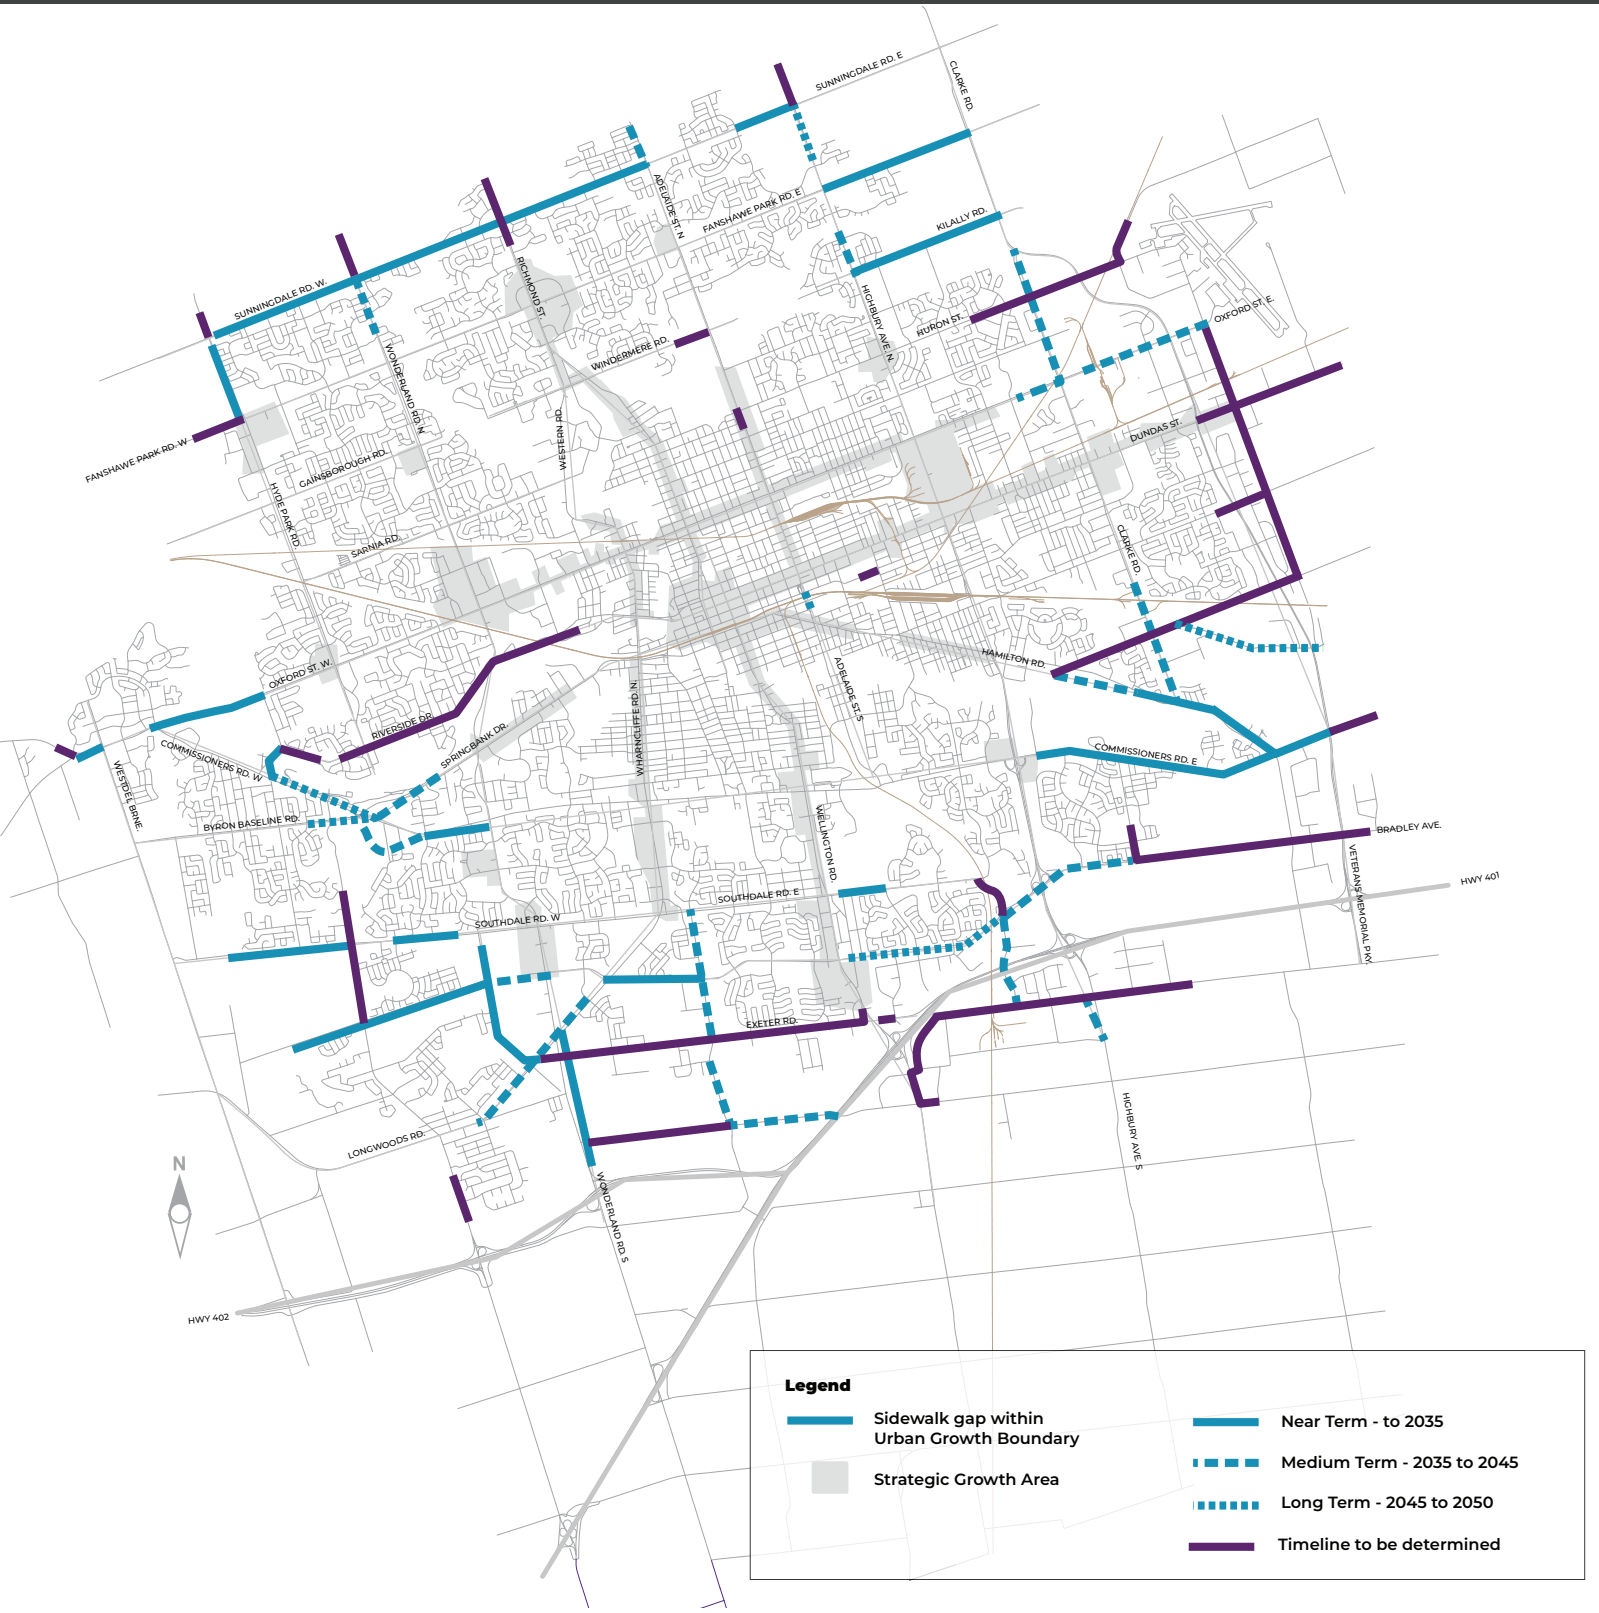 SUNNINGDALE RD. E
CLARKE RD.
ADELAIDE ST. N
FANSHAWE PARK RD. E
KILALLY RD.
SUNNINGDALE RD. W.
RICHMOND ST.
HIGHBURY AVE. N.
HURON ST.
OXFORD ST. E.
WINDERMERE RD.
WONDERLAND RD. N
WESTERN RD.
DUNDAS ST.
FANSHAWE PARK RD. W
GAINSBOROUGH RD.
HYDE PARK RD.
SARNIA RD.
CLARKE RD.
HAMILTON RD.
OXFORD ST. W.
ADELAIDE ST. S
WHARNCLIFFE RD. N.
RIVERSIDE DR.
SPRINGBANK DR.
COMMISSIONERS RD. W
COMMISSIONERS RD. E
WESTDEL BRNE.
BYRON BASELINE RD.
WELLINGTON RD.
BRADLEY AVE.
VETERANS MEMORIAL PKY.
HWY 401
SOUTHDALE RD. E
SOUTHDALE RD. W
EXETER RD.
HIGHBURY AVE. S
LONGWOODS RD.
N
WONDERLAND RD. S
HWY 402
Legend
Sidewalk gap within
Urban Growth Boundary
Strategic Growth Area
Near Term - to 2035
Medium Term - 2035 to 2045
Long Term - 2045 to 2050
Timeline to be determined